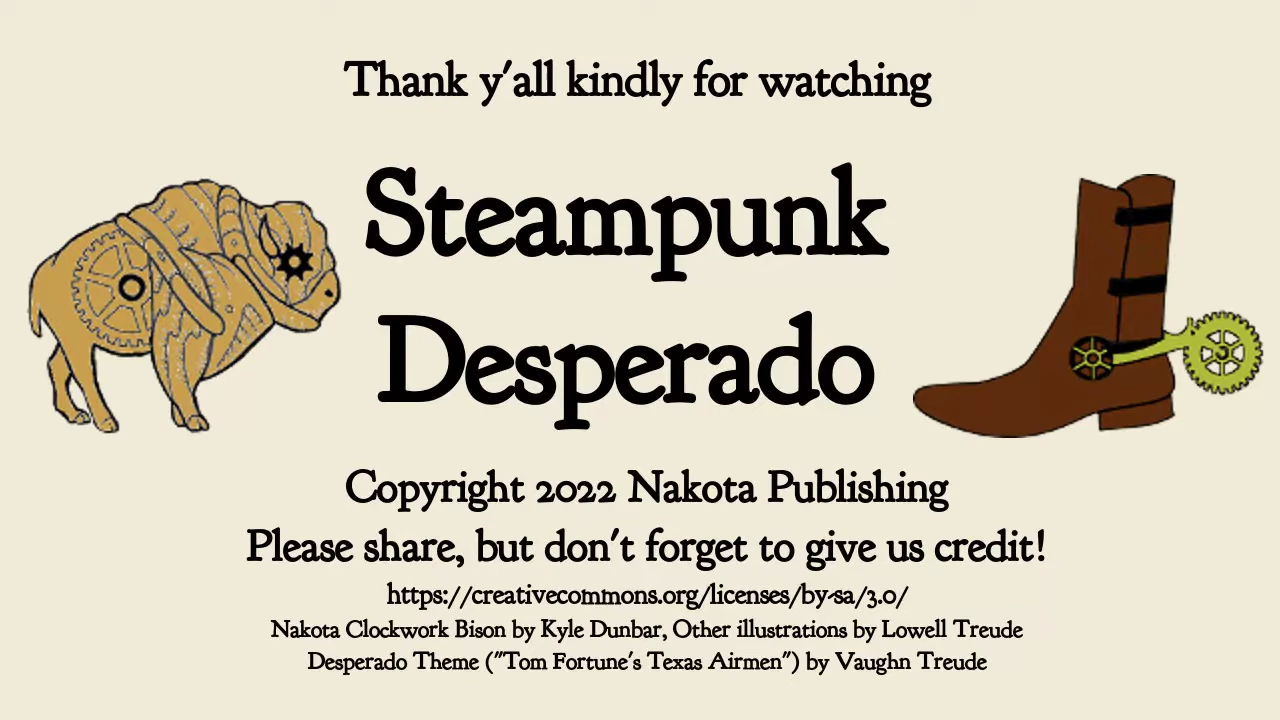 Thank y'all kindly for watching
Steampunk
Desperado
Copyright 2022 Nakota Publishing
Please share, but don't forget to give us credit!
https://creativecommons.org/licenses/by-sa/3.0/
Nakota Clockwork Bison by Kyle Dunbar, Other illustrations by Lowell Treude
Desperado Theme ("Tom Fortune's Texas Airmen") by Vaughn Treude